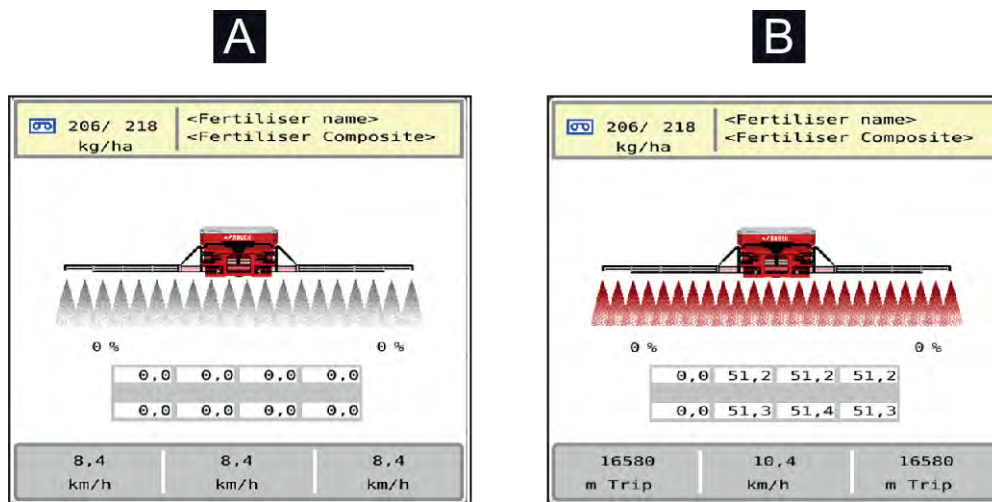 A
B
206/ 218
kg/ha
<Fertiliser name>
<Fertiliser Composite>
0 %
0 %
0,0 0,0 0,0 0,0
0,0 0,0 0,0 0,0
8,4
km/h
8,4
km/h
8,4
km/h
206/ 218
kg/ha
<Fertiliser name>
<Fertiliser Composite>
0 %
0 %
0,0 51,2 51,2 51,2
0,0 51,3 51,4 51,3
16580
m Trip
10,4
km/h
16580
m Trip